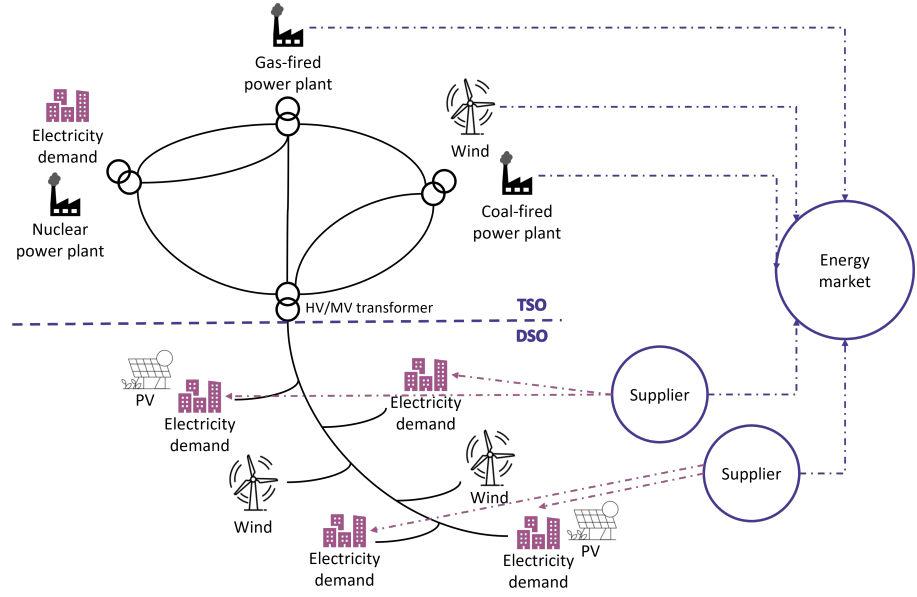 Gas-fired
power plant
Electricity
demand
Wind
Nuclear
power plant
Coal-fired
power plant
Energy
market
HV/MV transformer
TSO
DSO
PV
Electricity
demand
Electricity
demand
Supplier
Wind
Wind
Supplier
Electricity
demand
Electricity
demand
PV